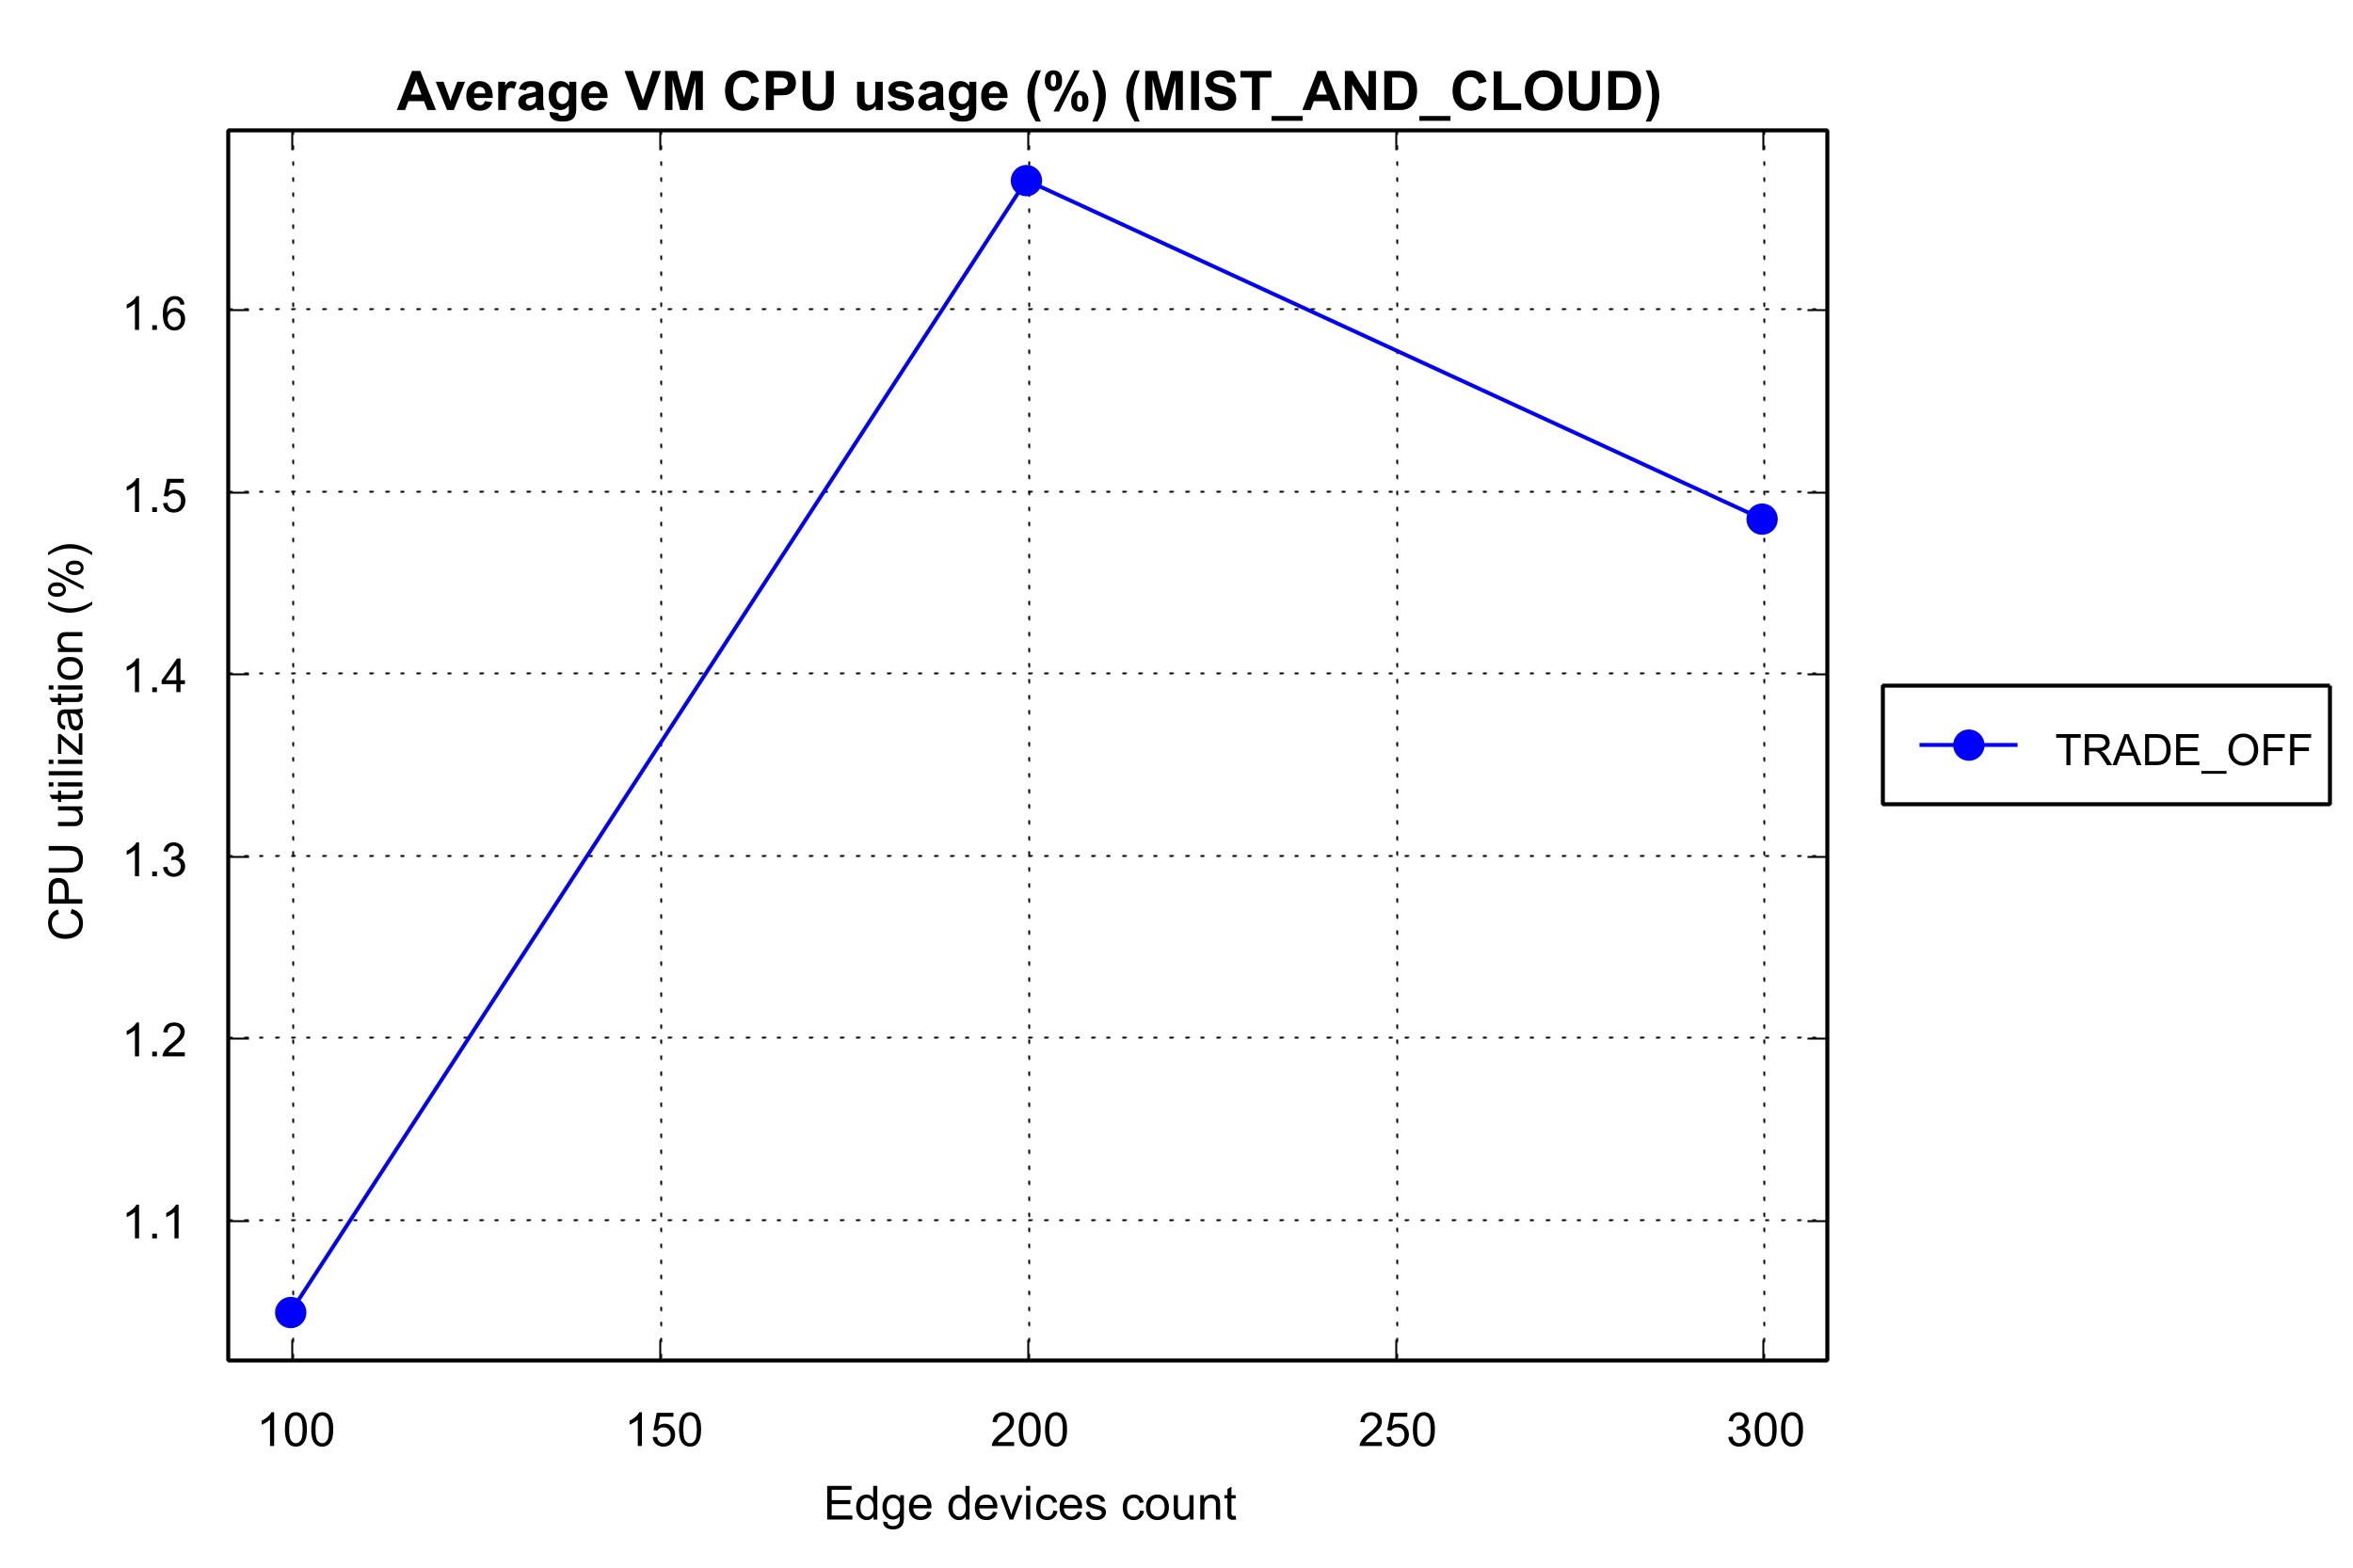 Average VM CPU usage (%) (MIST_AND_CLOUD)
1.6
1.5
1.4
1.3
1.2
1.1
CPU utilization (%)
TRADE_OFF
100 150 200 250 300
Edge devices count